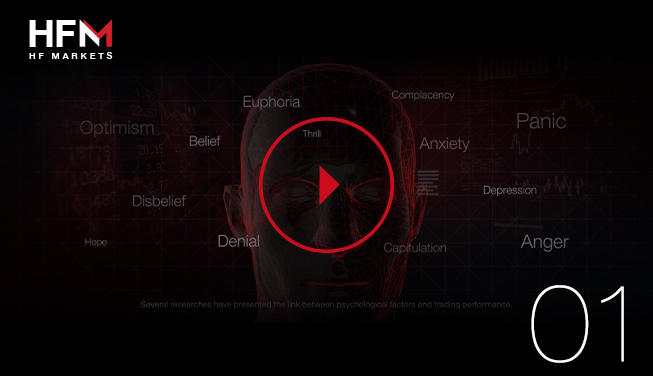 HFM
HF MARKETS
Euphoria
Complacency
Optimism
Thrill
Panic
Belief
Anxiety
Disbelief
Depression
Hope
Denial
Capitulation
Anger
Several researches have presented the link between psychological factors and trading performance.
01